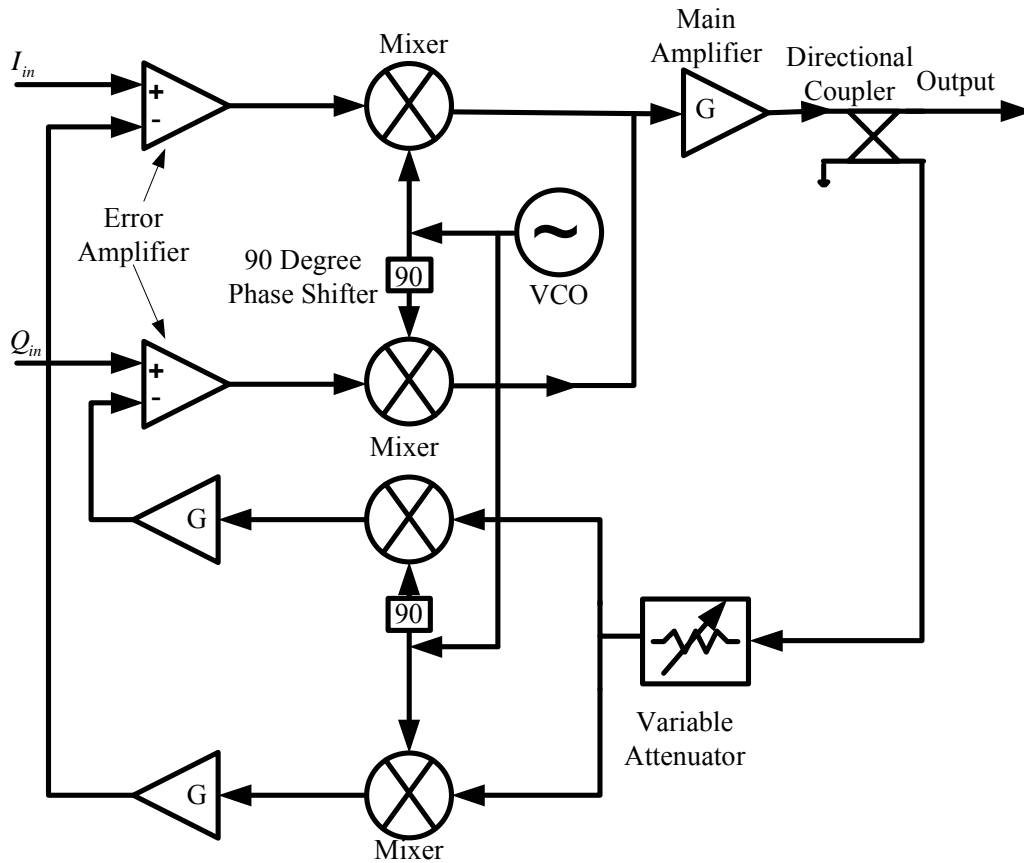 Main
Amplifier
Mixer
Directional
Coupler
Output
I_in
+
-
G
Error
Amplifier
90 Degree
Phase Shifter
90
~
VCO
Q_in
+
-
Mixer
G
90
Variable
Attenuator
G
Mixer